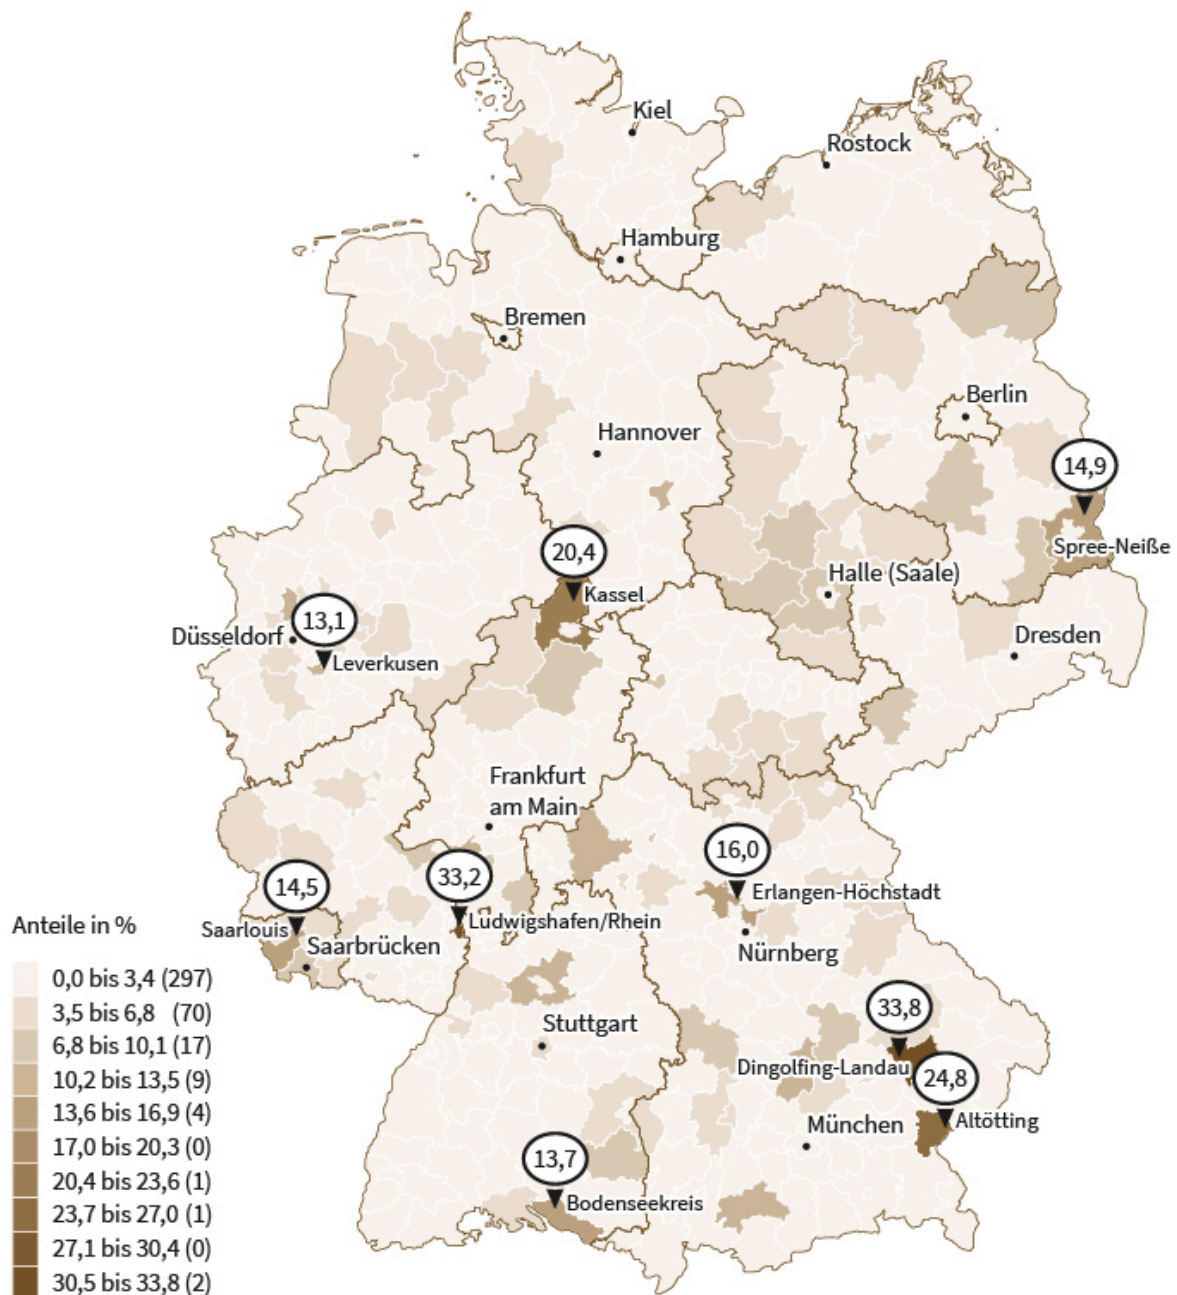 Kiel
Rostock
Hamburg
Bremen
Berlin
Hannover
14,9
Spree-Neiße
20,4
Kassel
Halle (Saale)
13,1
Düsseldorf
Leverkusen
Dresden
Frankfurt
am Main
16,0
Erlangen-Höchstadt
14,5
33,2
Ludwigshafen/Rhein
Saarlouis
Saarbrücken
Nürnberg
33,8
Stuttgart
Dingolfing-Landau
24,8
Altötting
München
13,7
Bodenseekreis
Anteile in %
0,0 bis 3,4 (297)
3,5 bis 6,8 (70)
6,8 bis 10,1 (17)
10,2 bis 13,5 (9)
13,6 bis 16,9 (4)
17,0 bis 20,3 (0)
20,4 bis 23,6 (1)
23,7 bis 27,0 (1)
27,1 bis 30,4 (0)
30,5 bis 33,8 (2)